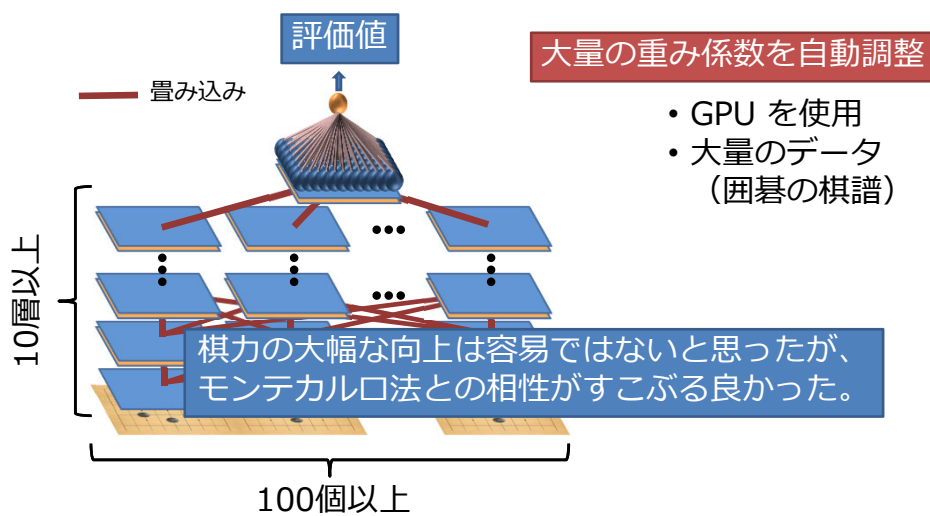 評価値
大量の重み係数を自動調整
畳み込み
• GPU を使用
• 大量のデータ
（囲碁の棋譜）
•••
10層以上
•••
棋力の大幅な向上は容易ではないと思ったが、
モンテカルロ法との相性がすこぶる良かった。
100個以上